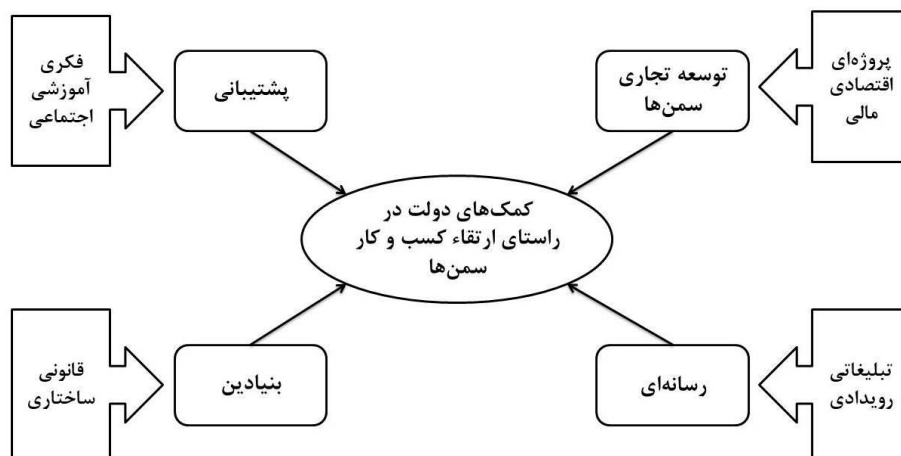 پروژه‌ای
اقتصادی
مالی
توسعه تجاری
سمن‌ها
پشتیبانی
فکری
آموزشی
اجتماعی
کمک‌های دولت در
راستای ارتقاء کسب و کار
سمن‌ها
تبلیغاتی
رویدادی
رسانه‌ای
بنیادین
قانونی
ساختاری